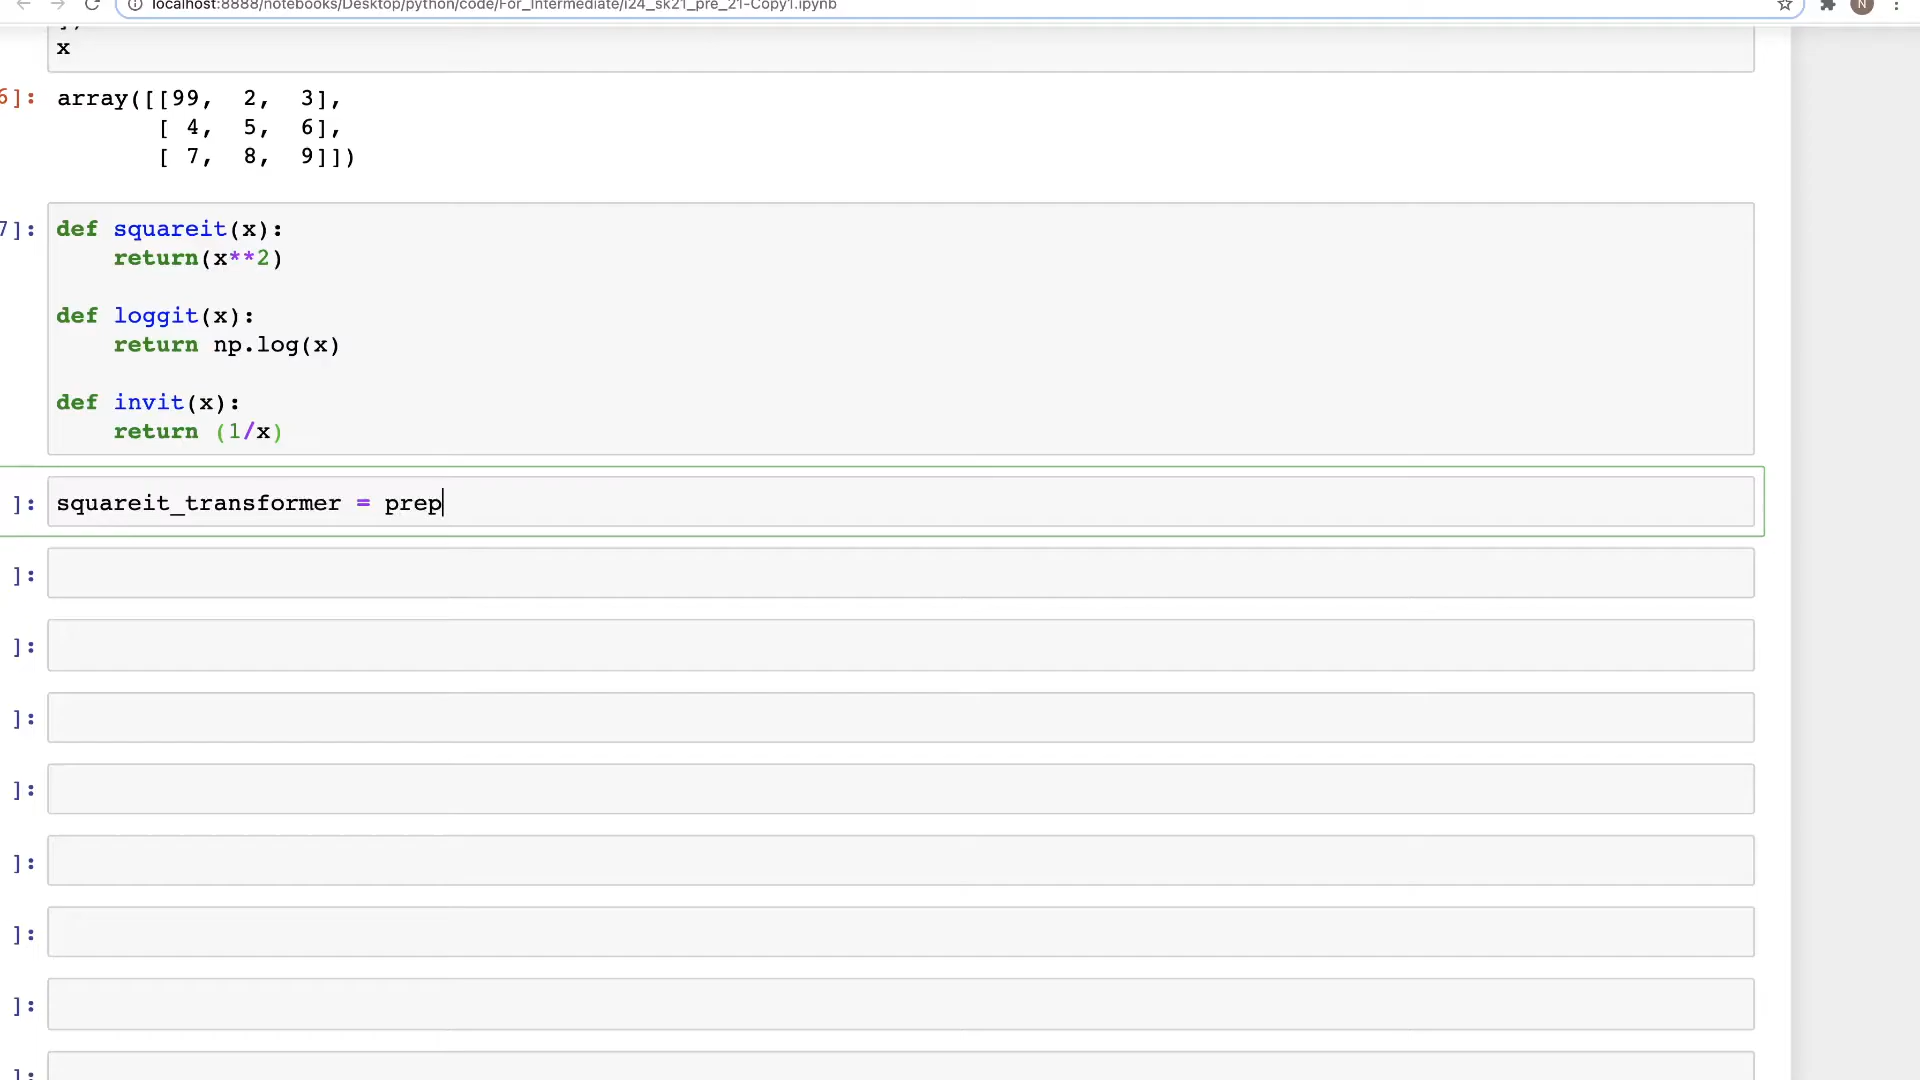 localhost:8888/notebooks/Desktop/python/code/For_Intermediate/i24_sk21_pre_21-Copy1.ipynb
N
x
6]: array([[99,  2,  3],
[ 4,  5,  6],
[ 7,  8,  9]])
7]: def squareit(x):
return(x**2)
def loggit(x):
return np.log(x)
def invit(x):
return (1/x)
]: squareit_transformer = prep
]:
]:
]:
]:
]:
]:
]:
]: